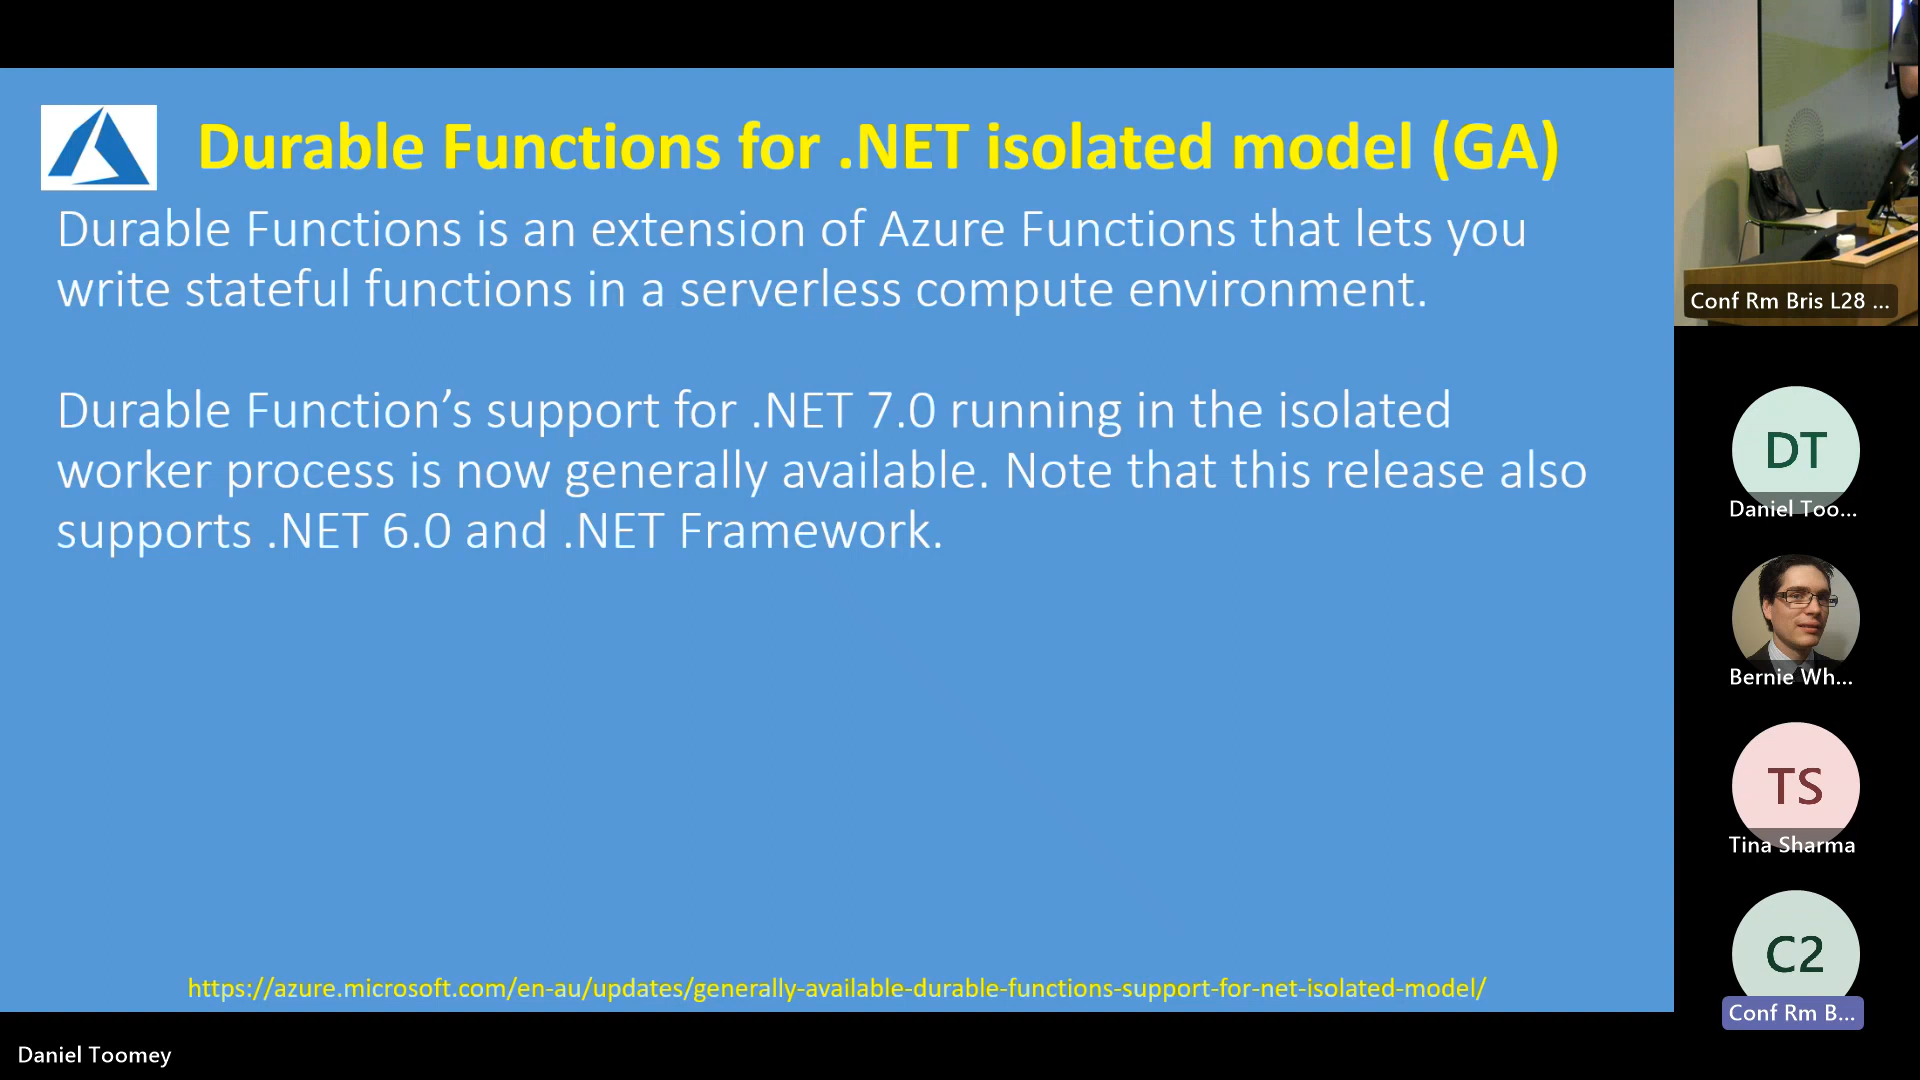 Durable Functions for .NET isolated model (GA)
Durable Functions is an extension of Azure Functions that lets you
write stateful functions in a serverless compute environment.
Durable Function’s support for .NET 7.0 running in the isolated
worker process is now generally available. Note that this release also
supports .NET 6.0 and .NET Framework.
https://azure.microsoft.com/en-au/updates/generally-available-durable-functions-support-for-net-isolated-model/
Daniel Toomey
Conf Rm Bris L28 ...
DT
Daniel Too...
Bernie Wh...
TS
Tina Sharma
C2
Conf Rm B...